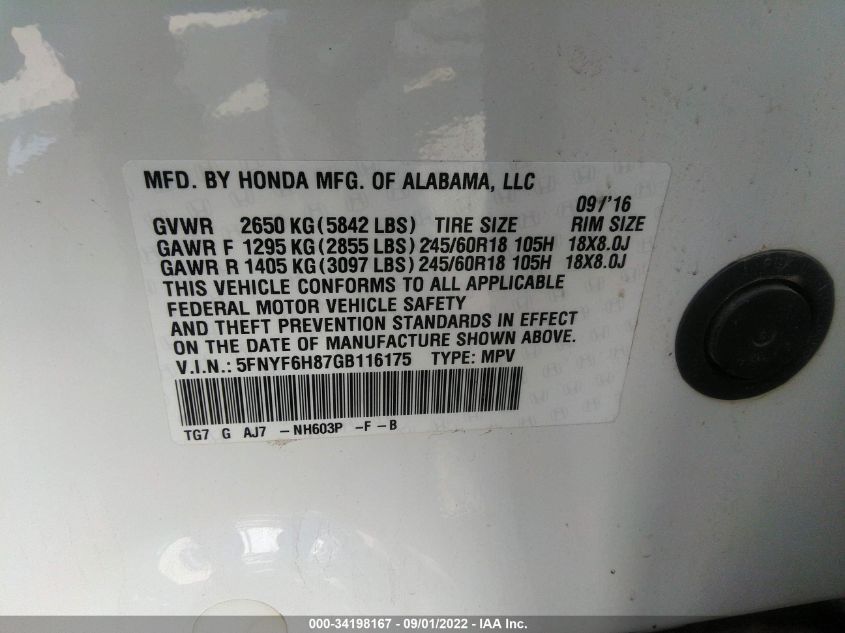 MFD. BY HONDA MFG. OF ALABAMA, LLC
09/'16
GVWR 2650 KG (5842 LBS) TIRE SIZE RIM SIZE
GAWR F 1295 KG (2855 LBS) 245/60R18 105H 18X8.0J
GAWR R 1405 KG (3097 LBS) 245/60R18 105H 18X8.0J
THIS VEHICLE CONFORMS TO ALL APPLICABLE
FEDERAL MOTOR VEHICLE SAFETY
AND THEFT PREVENTION STANDARDS IN EFFECT
ON THE DATE OF MANUFACTURE SHOWN ABOVE.
V.I.N.: 5FNYF6H87GB116175 TYPE: MPV
TG7 G AJ7 -NH603P -F-B
000-34198167 - 09/01/2022 - IAA Inc.